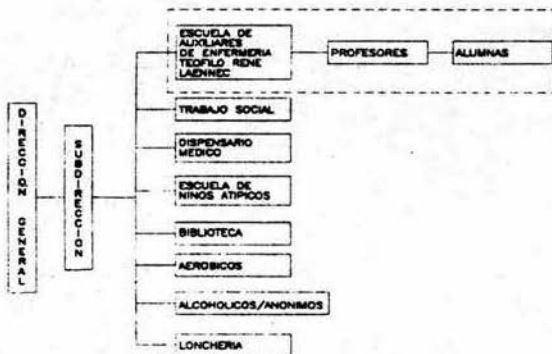 ESCUELA DE
AUXILIARES
DE ENFERMERIA
TEOFILO RENE
LAENNEC
PROFESORES
ALUMNAS
DIRECCION GENERAL
SUBDIRECCION
TRABAJO SOCIAL
DISPENSARIO
MEDICO
ESCUELA DE
NINOS ATIPICOS
BIBLIOTECA
AEROBICOS
ALCOHOLICOS/ANONIMOS
LONCHERIA